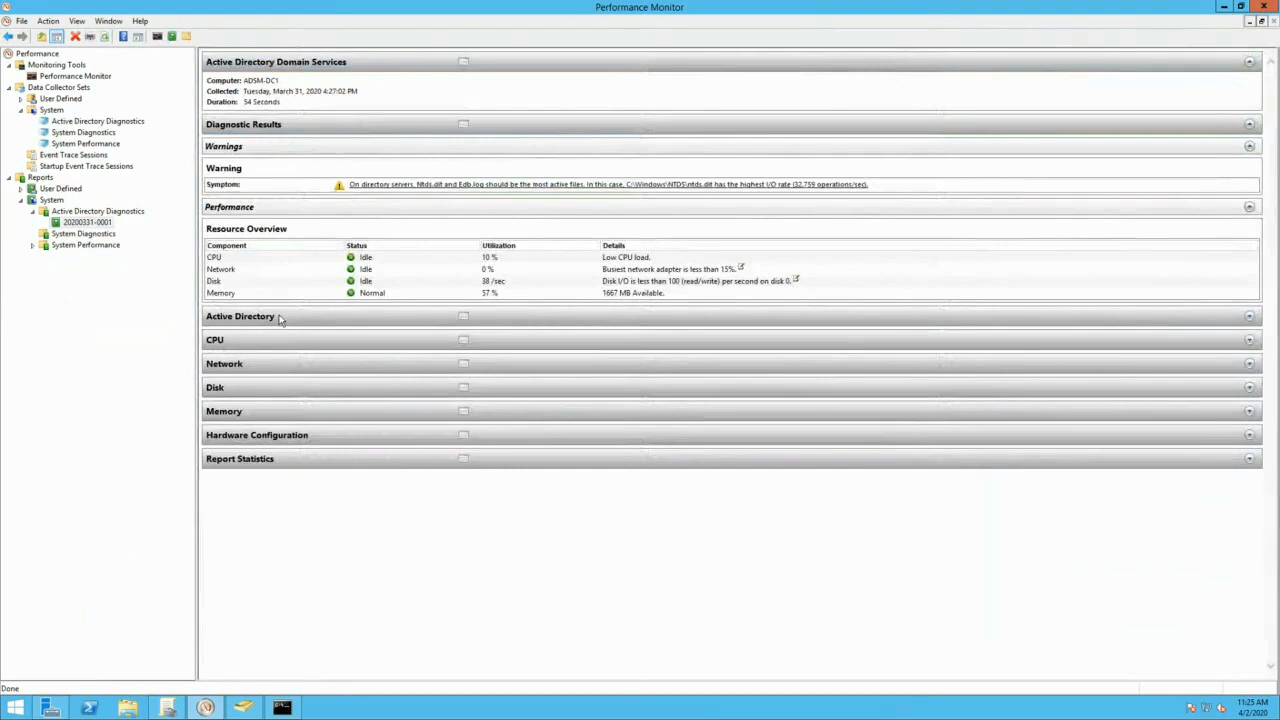 Performance Monitor
File Action View Window Help
Performance
Monitoring Tools
Performance Monitor
Data Collector Sets
User Defined
System
Active Directory Diagnostics
System Diagnostics
System Performance
Event Trace Sessions
Startup Event Trace Sessions
Reports
User Defined
System
Active Directory Diagnostics
20200331-0001
System Diagnostics
System Performance
Active Directory Domain Services
Computer: ADSM-DC1
Collected: Tuesday, March 31, 2020 4:27:02 PM
Duration: 54 Seconds
Diagnostic Results
Warnings
Warning
Symptom: On directory servers, Ntds.dit and Edb.log should be the most active files. In this case, C:\Windows\NTDS\ntds.dit has the highest I/O rate (32.759 operations/sec).
Performance
Resource Overview
Component Status Utilization Details
CPU Idle 10 % Low CPU load.
Network Idle 0 % Busiest network adapter is less than 15%.
Disk Idle 38 /sec Disk I/O is less than 100 (read/write) per second on disk 0.
Memory Normal 57 % 1667 MB Available.
Active Directory
CPU
Network
Disk
Memory
Hardware Configuration
Report Statistics
Done
11:25 AM
4/2/2020